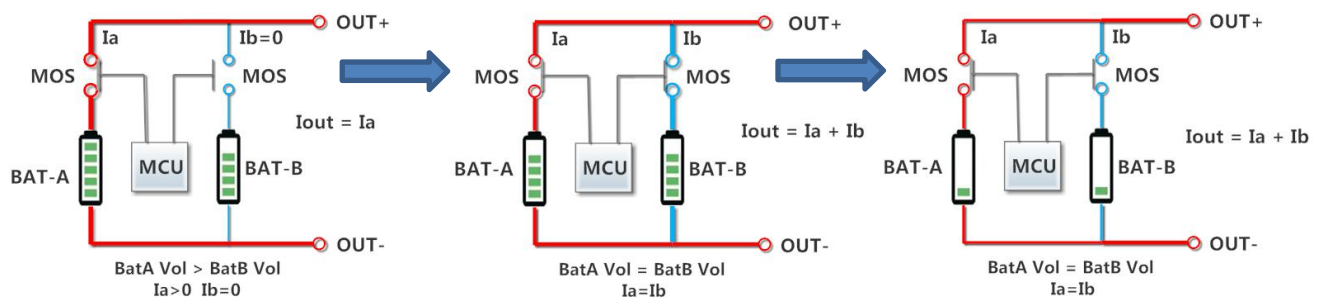 OUT+
Ia
Ib=0
MOS
MOS
Iout = Ia
MCU
BAT-A
BAT-B
OUT-
BatA Vol > BatB Vol
Ia>0 Ib=0
OUT+
Ia
Ib
MOS
MOS
Iout = Ia + Ib
MCU
BAT-A
BAT-B
OUT-
BatA Vol = BatB Vol
Ia=Ib
OUT+
Ia
Ib
MOS
MOS
Iout = Ia + Ib
MCU
BAT-A
BAT-B
OUT-
BatA Vol = BatB Vol
Ia=Ib